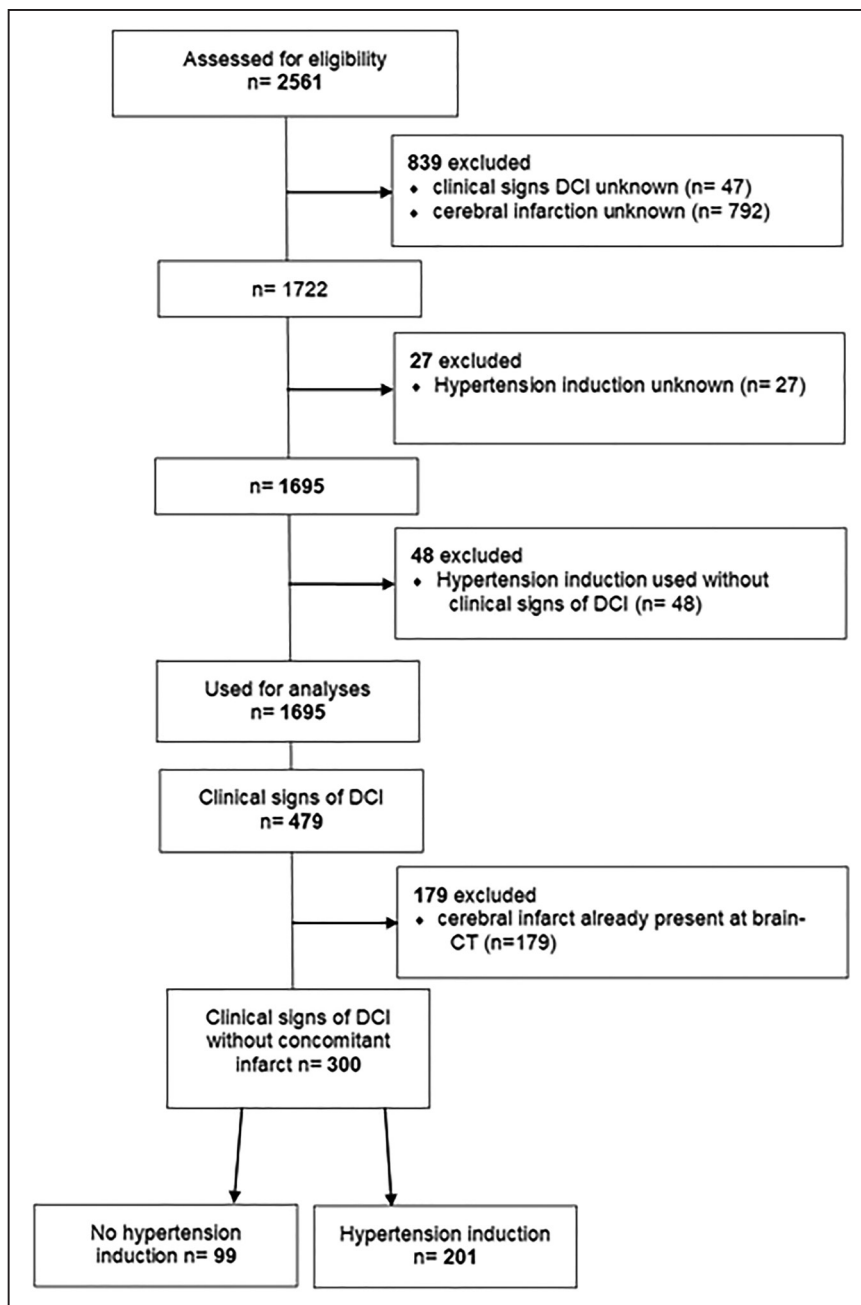 Assessed for eligibility
n= 2561
839 excluded
♦ clinical signs DCI unknown (n= 47)
♦ cerebral infarction unknown (n= 792)
n= 1722
27 excluded
♦ Hypertension induction unknown (n= 27)
n= 1695
48 excluded
♦ Hypertension induction used without
clinical signs of DCI (n= 48)
Used for analyses
n= 1695
Clinical signs of DCI
n= 479
179 excluded
♦ cerebral infarct already present at brain-
CT (n=179)
Clinical signs of DCI
without concomitant
infarct n= 300
No hypertension
induction n= 99
Hypertension induction
n= 201